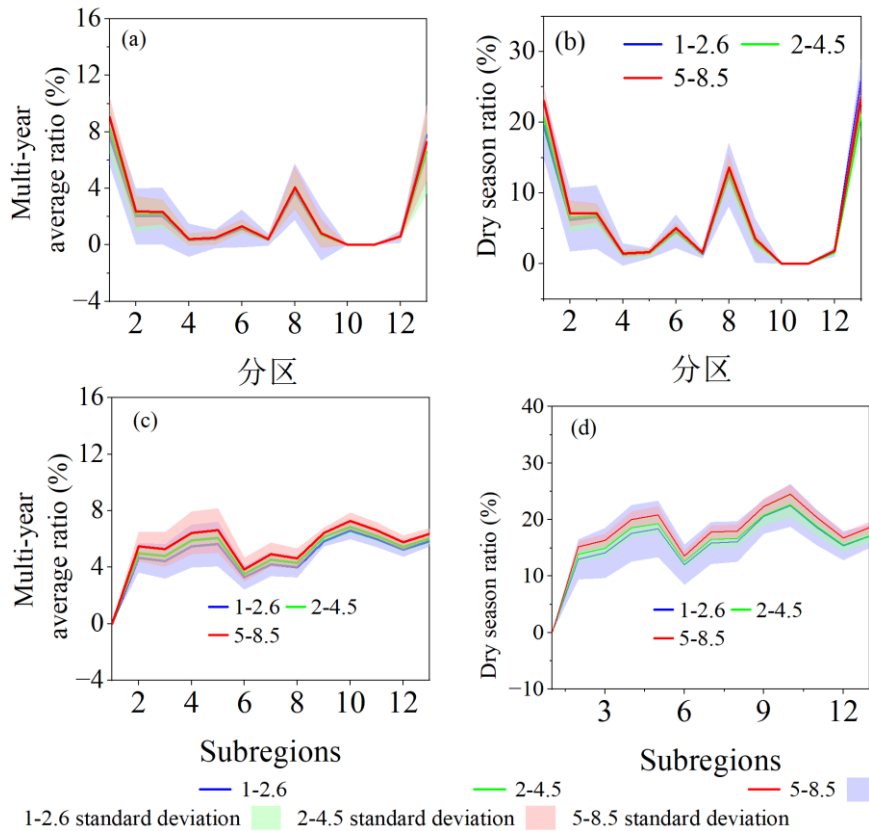 (a)
16
12
8
4
0
−4
Multi-year
average ratio (%)
2 4 6 8 10 12
分区
(b)
1-2.6 2-4.5
5-8.5
30
20
10
0
Dry season ratio (%)
2 4 6 8 10 12
分区
(c)
16
12
8
4
0
−4
Multi-year
average ratio (%)
1-2.6 2-4.5
5-8.5
2 4 6 8 10 12
Subregions
(d)
40
30
20
10
0
−10
Dry season ratio (%)
1-2.6 2-4.5
5-8.5
3 6 9 12
Subregions
1-2.6 2-4.5 5-8.5
1-2.6 standard deviation 2-4.5 standard deviation 5-8.5 standard deviation